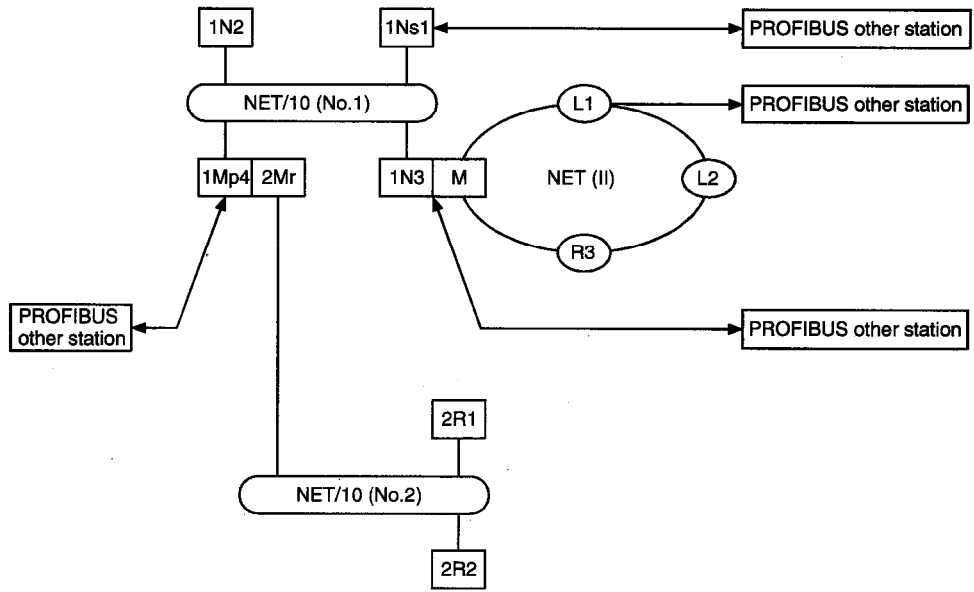 1N2
1Ns1
PROFIBUS other station
NET/10 (No.1)
L1
PROFIBUS other station
1Mp4
2Mr
1N3
M
NET (II)
L2
R3
PROFIBUS
other station
PROFIBUS other station
2R1
NET/10 (No.2)
2R2